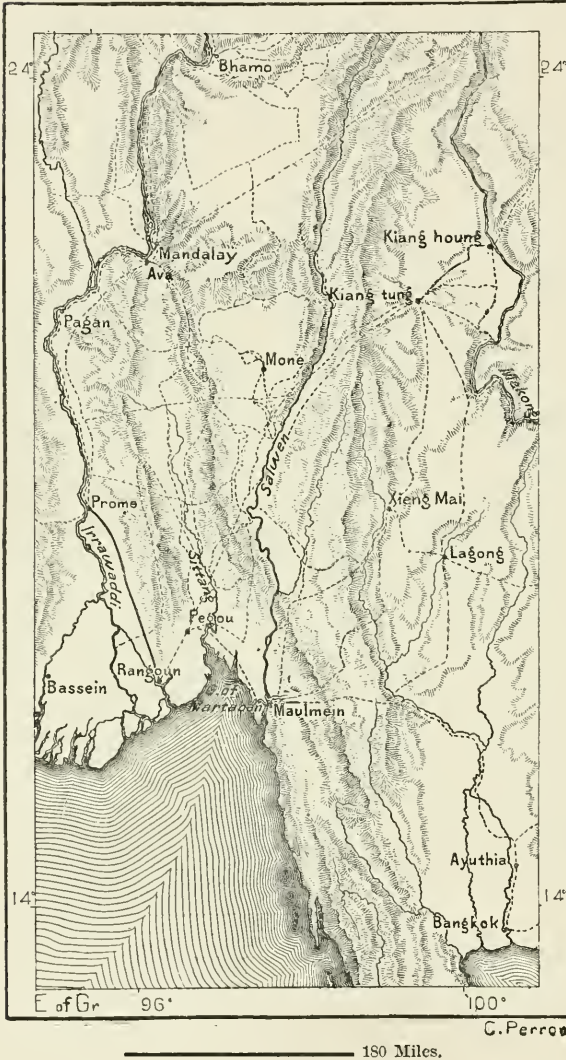 24°
24°
Bhamo
Kiang houng
Mandalay
Ava
Kiang tung
Pagan
Mone
Mekong
Salwen
Prome
Xieng Mai
Irrawaddi
Sittang
Lagong
Pegou
Rangoun
Bassein
G. of Martaban
Maulmein
Ayuthia
14°
14°
Bangkok
E of Gr
96°
100°
C. Perron
180 Miles.